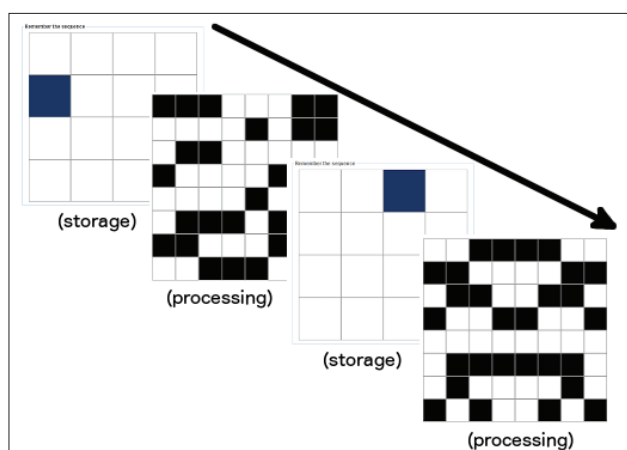 Remember the sequence
(storage)
(processing)
Remember the sequence
(storage)
(processing)